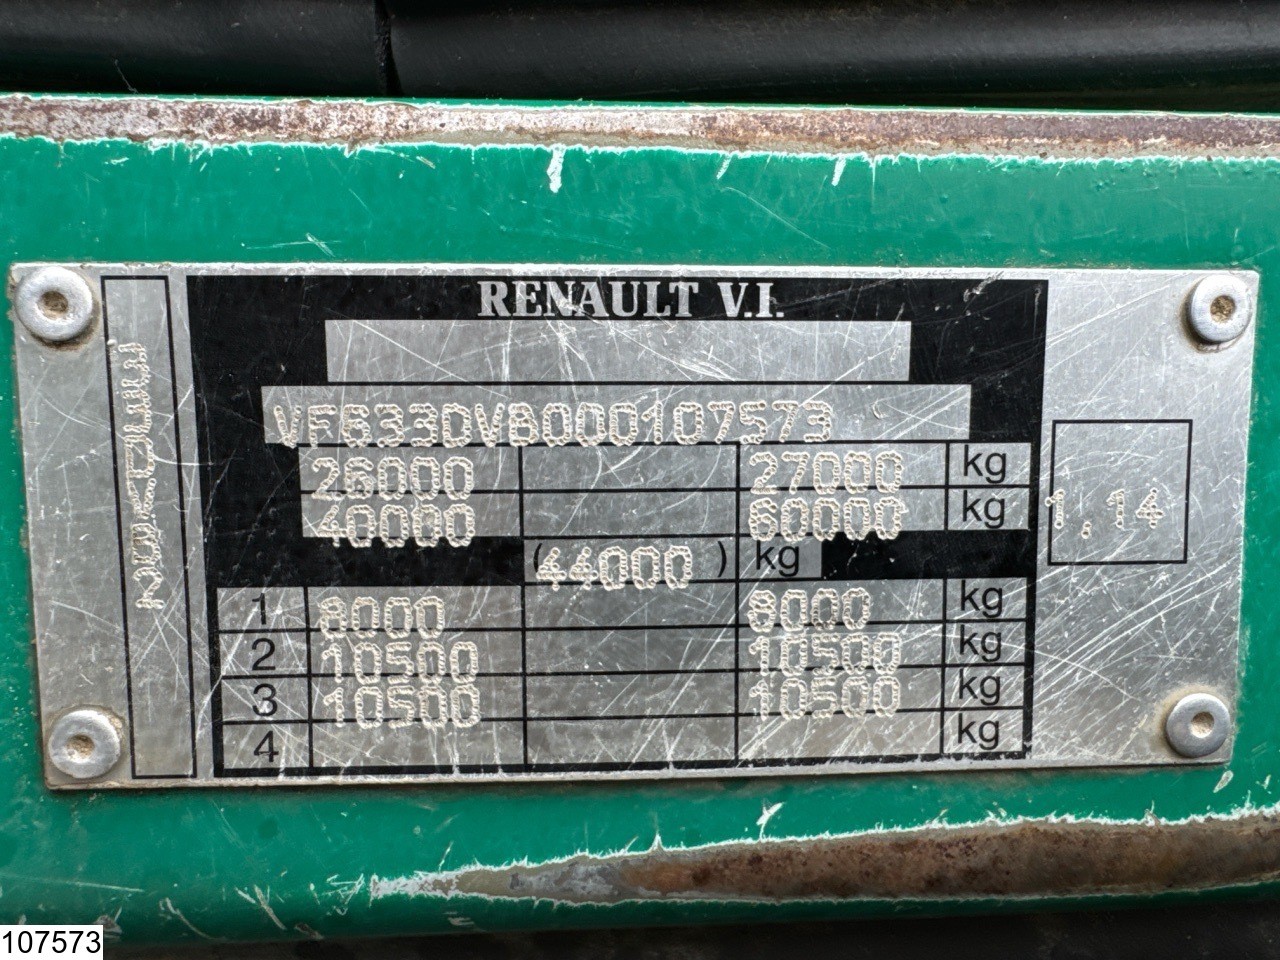 RENAULT V.I.
VF633DVB000107573
26000 27000 kg
40000 60000 kg
(44000) kg
1 8000 8000 kg
2 10500 10500 kg
3 10500 10500 kg
4 kg
1.14
107573